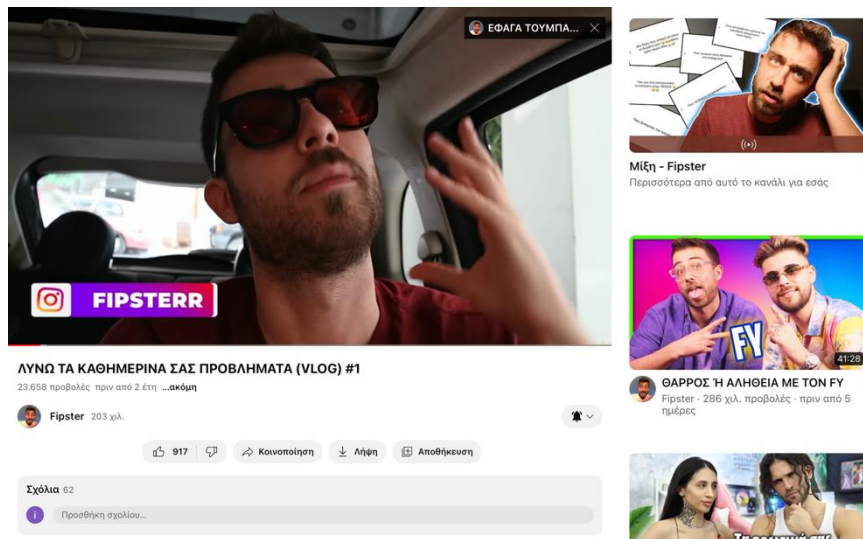 ΕΦΑΓΑ ΤΟΥΜΠΑ...
FIPSTERR
ΛΥΝΩ ΤΑ ΚΑΘΗΜΕΡΙΝΑ ΣΑΣ ΠΡΟΒΛΗΜΑΤΑ (VLOG) #1
23.658 προβολές πριν από 2 έτη ...ακόμη
Fipster 203 χιλ.
917
Κοινοποίηση
Λήψη
Αποθήκευση
Σχόλια 62
i
Προσθήκη σχολίου...
Μίξη - Fipster
Περισσότερα από αυτό το κανάλι για εσάς
FY
41:28
ΘΑΡΡΟΣ Ή ΑΛΗΘΕΙΑ ΜΕ ΤΟΝ FY
Fipster · 286 χιλ. προβολές · πριν από 5
ημέρες